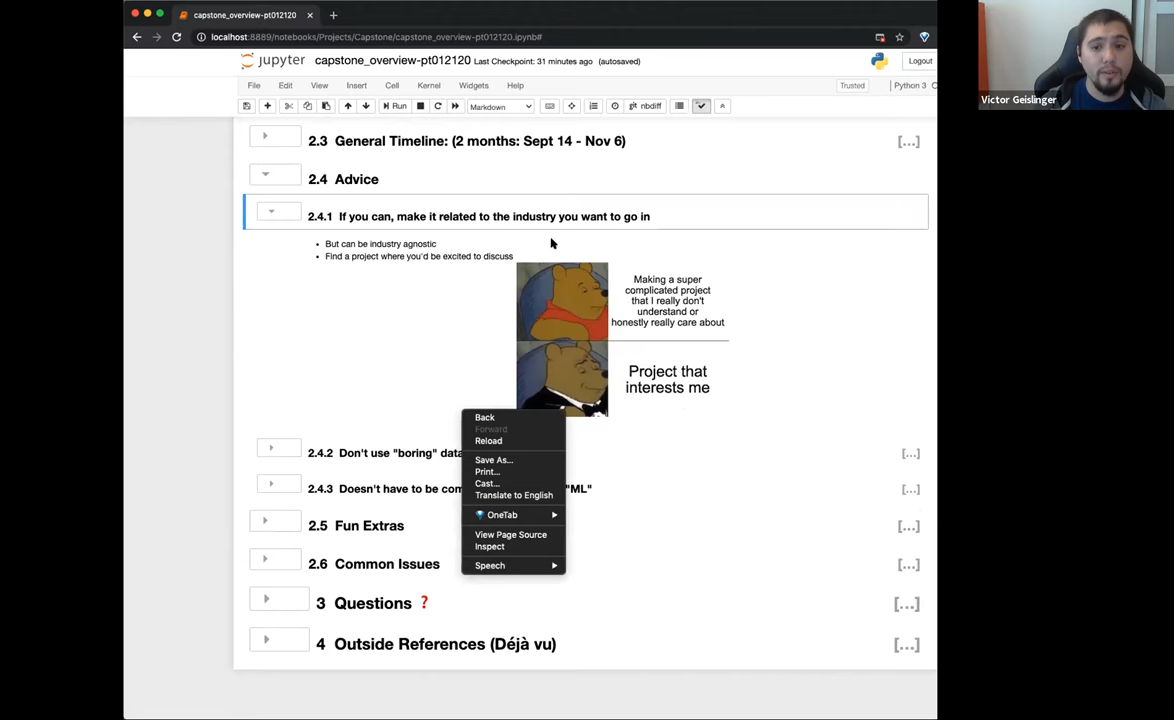 capstone_overview-pt012120
localhost:8889/notebooks/Projects/Capstone/capstone_overview-pt012120.ipynb#
jupyter capstone_overview-pt012120 Last Checkpoint: 31 minutes ago (autosaved)
Logout
File Edit View Insert Cell Kernel Widgets Help
Trusted
Python 3
Run
Markdown
nbdiff
2.3 General Timeline: (2 months: Sept 14 - Nov 6)
[...]
2.4 Advice
2.4.1 If you can, make it related to the industry you want to go in
• But can be industry agnostic
• Find a project where you'd be excited to discuss
Making a super
complicated project
that I really don't
understand or
honestly really care about
Project that
interests me
Back
Forward
Reload
Save As...
Print...
Cast...
Translate to English
OneTab
View Page Source
Inspect
Speech
2.4.2 Don't use "boring" data
[...]
2.4.3 Doesn't have to be com
"ML"
[...]
2.5 Fun Extras
[...]
2.6 Common Issues
[...]
3 Questions ❓
[...]
4 Outside References (Déjà vu)
[...]
Victor Geislinger